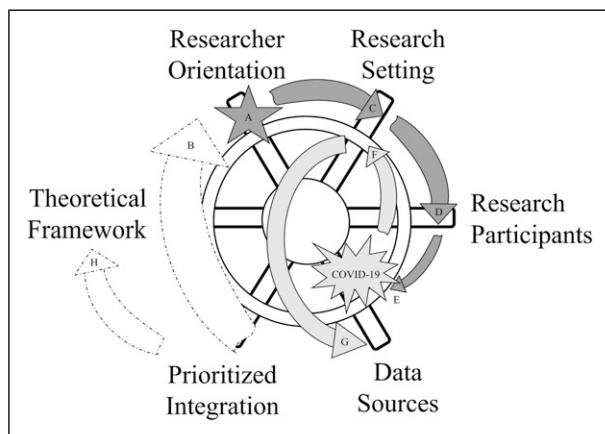 Researcher
Orientation
Research
Setting
A
C
B
F
Theoretical
Framework
D
Research
Participants
H
COVID-19
E
G
Prioritized
Integration
Data
Sources